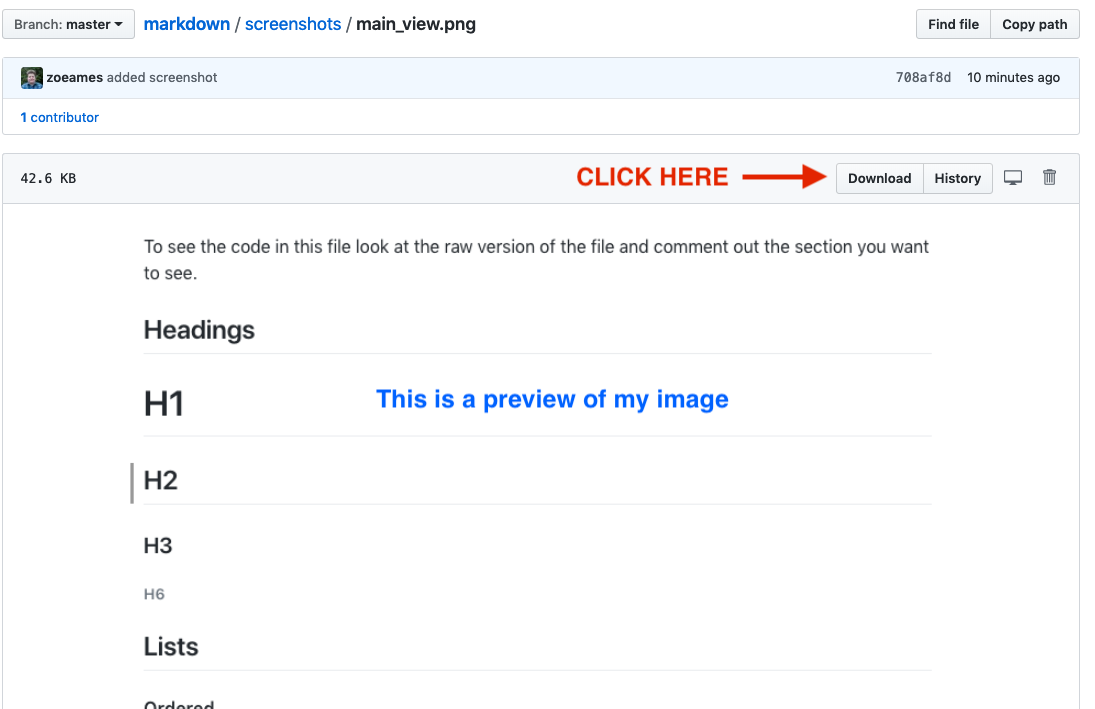 Branch: master markdown / screenshots / main_view.png Find file Copy path
zoeames added screenshot 708af8d 10 minutes ago
1 contributor
42.6 KB CLICK HERE Download History
To see the code in this file look at the raw version of the file and comment out the section you want
to see.
Headings
H1 This is a preview of my image
H2
H3
H6
Lists
Ordered